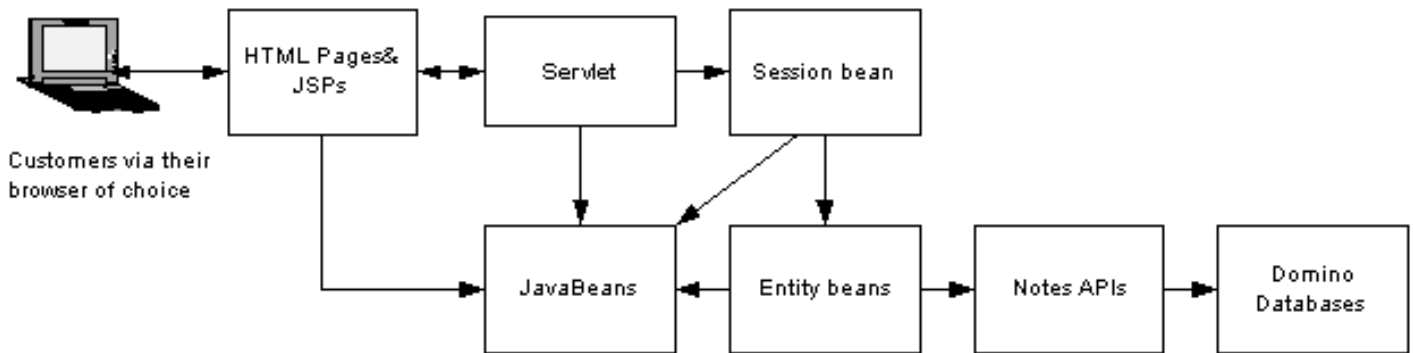 HTML Pages&
JSPs
Servlet
Session bean
Customers via their
browser of choice
JavaBeans
Entity beans
Notes APIs
Domino
Databases